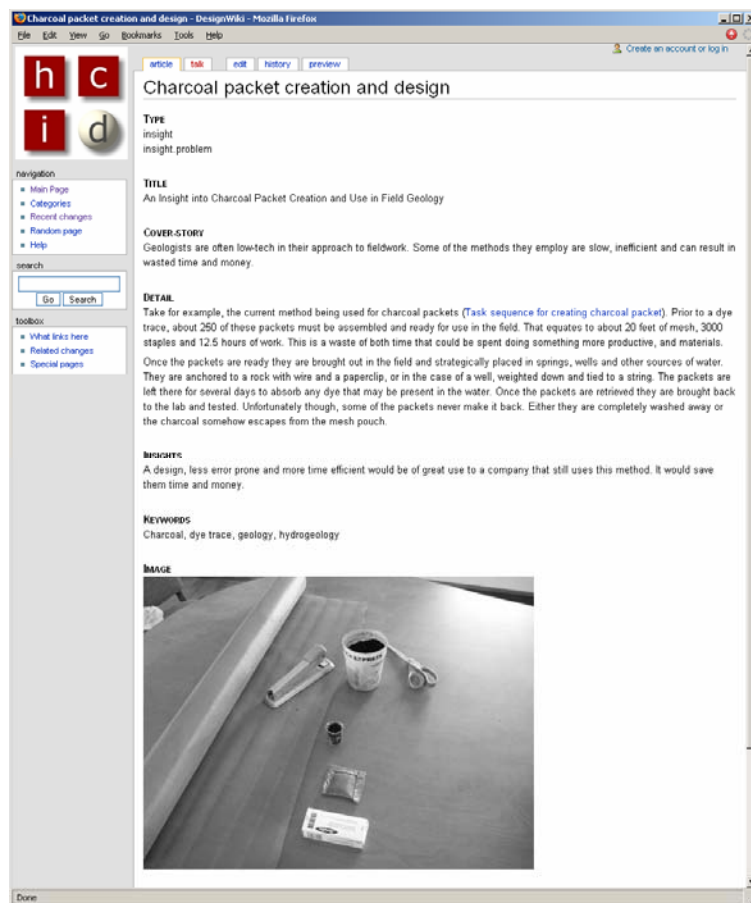 Charcoal packet creation and design - DesignWiki - Mozilla Firefox
File Edit View Go Bookmarks Tools Help
Create an account or log in
h c
i d
article talk edit history preview
Charcoal packet creation and design
TYPE
insight
insight.problem
TITLE
An Insight into Charcoal Packet Creation and Use in Field Geology
COVER-STORY
Geologists are often low-tech in their approach to fieldwork. Some of the methods they employ are slow, inefficient and can result in
wasted time and money.
DETAIL
Take for example, the current method being used for charcoal packets (Task sequence for creating charcoal packet). Prior to a dye
trace, about 250 of these packets must be assembled and ready for use in the field. That equates to about 20 feet of mesh, 3000
staples and 12.5 hours of work. This is a waste of both time that could be spent doing something more productive, and materials.
Once the packets are ready they are brought out in the field and strategically placed in springs, wells and other sources of water.
They are anchored to a rock with wire and a paperclip, or in the case of a well, weighted down and tied to a string. The packets are
left there for several days to absorb any dye that may be present in the water. Once the packets are retrieved they are brought back
to the lab and tested. Unfortunately though, some of the packets never make it back. Either they are completely washed away or
the charcoal somehow escapes from the mesh pouch.
INSIGHTS
A design, less error prone and more time efficient would be of great use to a company that still uses this method. It would save
them time and money.
KEYWORDS
Charcoal, dye trace, geology, hydrogeology
IMAGE
navigation
Main Page
Categories
Recent changes
Random page
Help
search
Go Search
toolbox
What links here
Related changes
Special pages
Done